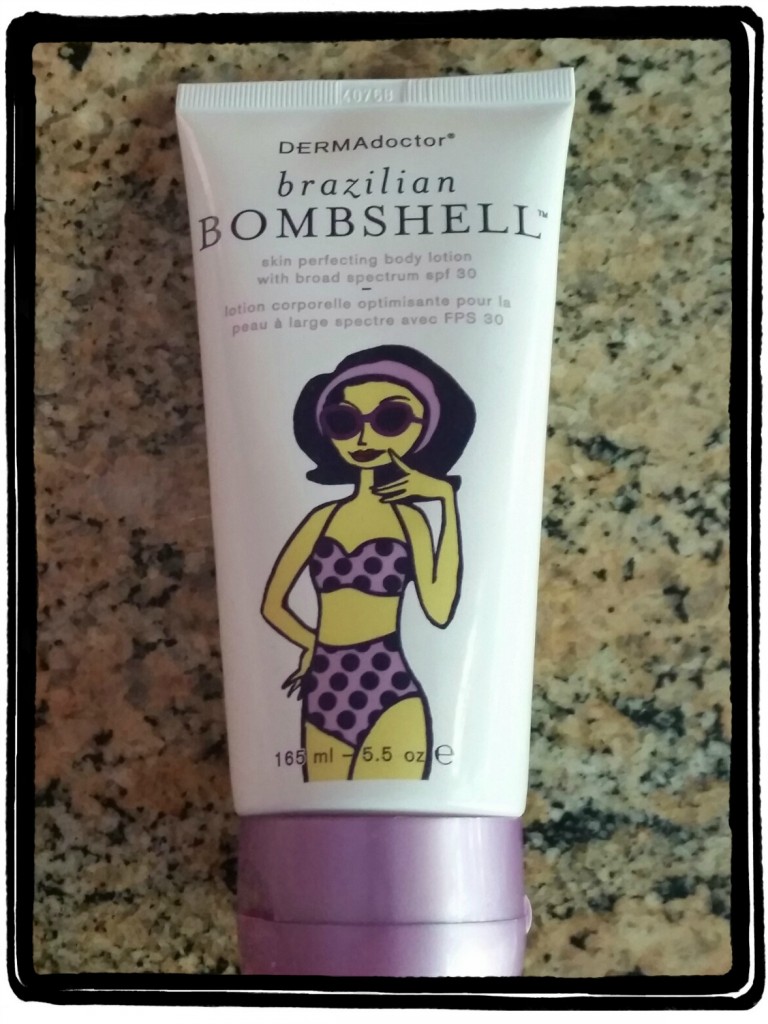 40768
DERMAdoctor®
brazilian
BOMBSHELL™
skin perfecting body lotion
with broad spectrum spf 30
–
lotion corporelle optimisante pour la
peau à large spectre avec FPS 30
165 ml – 5.5 oz ℮